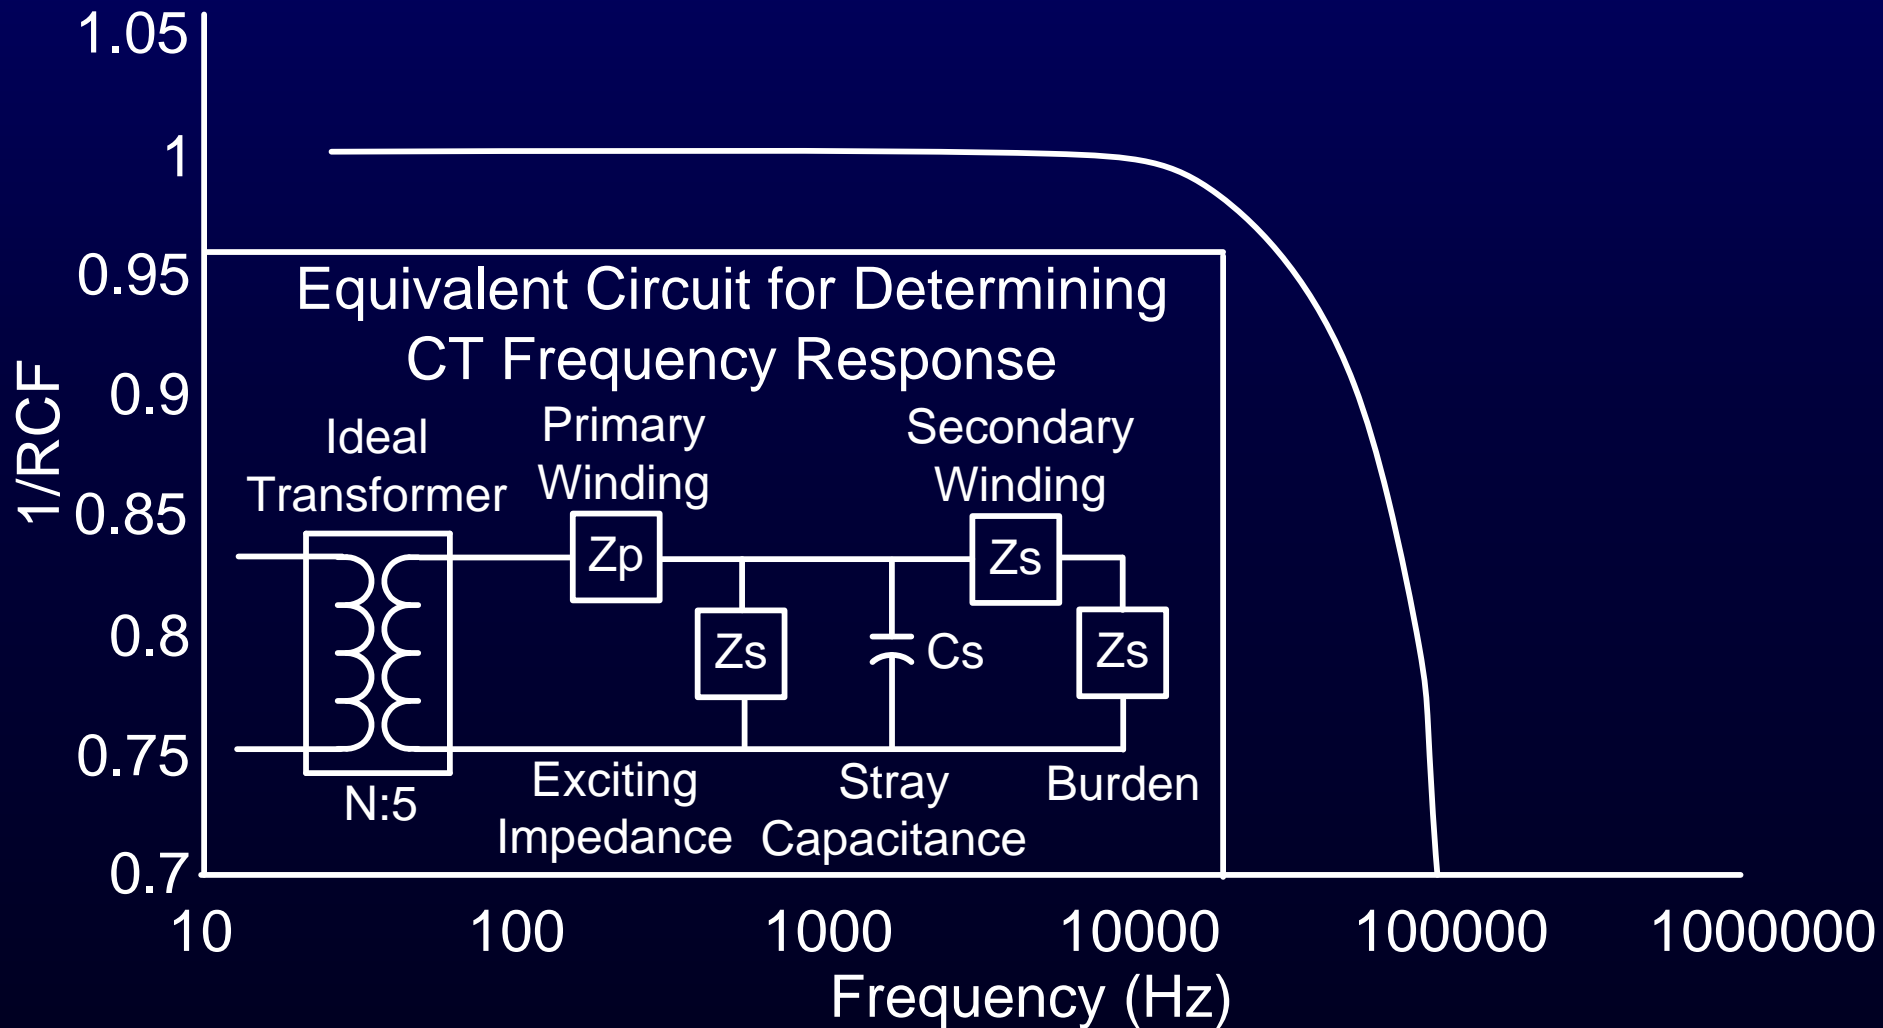 1.05
1
0.95
0.9
0.85
0.8
0.75
0.7
1/RCF
Equivalent Circuit for Determining
CT Frequency Response
Ideal
Transformer
Primary
Winding
Secondary
Winding
Zp
Zs
Zs
Cs
Zs
N:5
Exciting
Impedance
Stray
Capacitance
Burden
10
100
1000
10000
100000
1000000
Frequency (Hz)